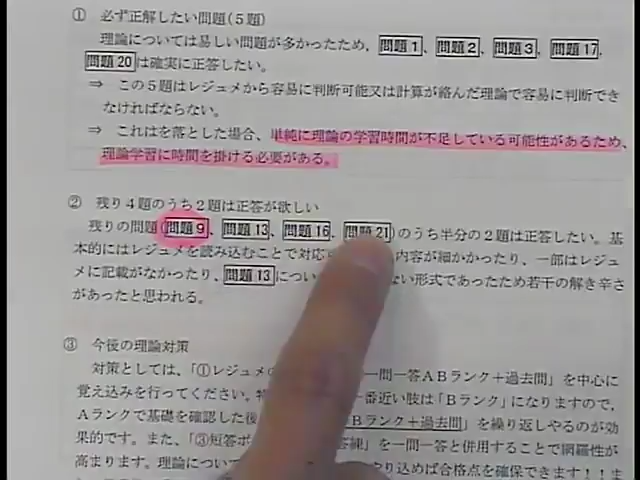 ① 必ず正解したい問題(5題)
理論については易しい問題が多かったため、問題1、問題2、問題3、問題17、
問題20は確実に正答したい。
⇒ この5題はレジュメから容易に判断可能又は計算が絡んだ理論で容易に判断でき
なければならない。
⇒ これはを落とした場合、単純に理論の学習時間が不足している可能性があるため、
理論学習に時間を掛ける必要がある。
② 残り4題のうち2題は正答が欲しい
残りの問題(問題9、問題13、問題16、問題21)のうち半分の2題は正答したい。基
本的にはレジュメを読み込むことで対応 内容が細かかったり、一部はレジュ
メに記載がなかったり、問題13につい ない形式であったため若干の解き辛さ
があったと思われる。
③ 今後の理論対策
対策としては、「①レジュメの 一問一答ABランク+過去問」を中心に
覚え込みを行ってください。 一番近い肢は「Bランク」になりますので、
Aランクで基礎を確認した後 Bランク+過去問」を繰り返しやるのが効
果的です。また、「③短答ボ 答練」を一問一答と併用することで網羅性が
高まります。理論につい やり込めば合格点を確保できます!!ま